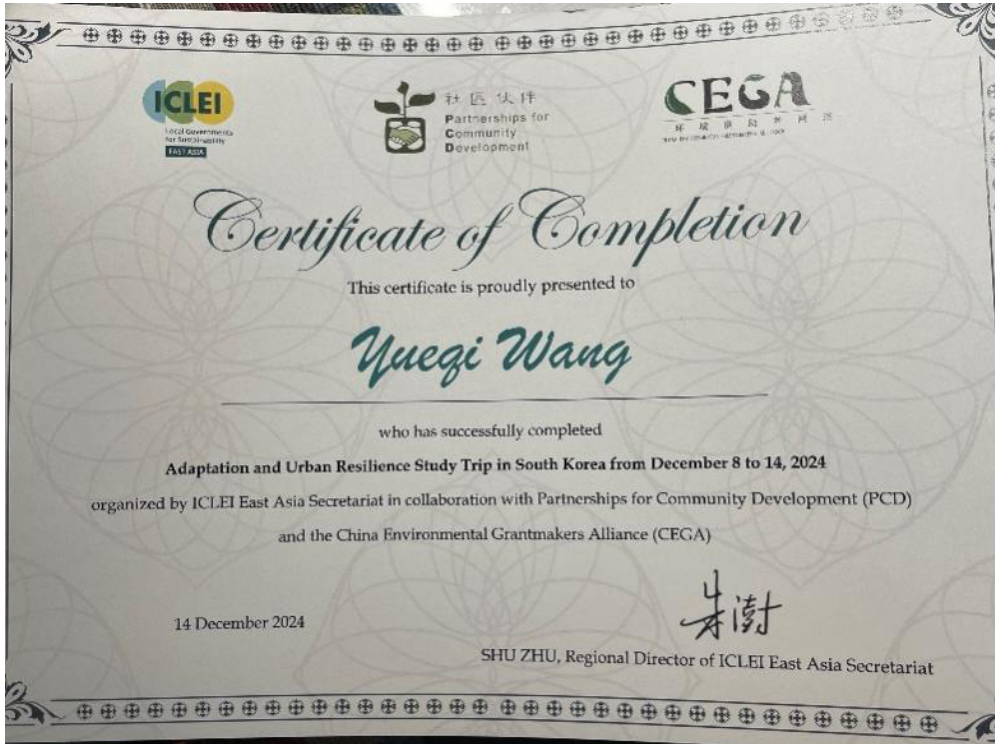 ICLEI
Local Governments
for Sustainability
EAST ASIA
社区伙伴
Partnerships for
Community
Development
CEGA
Certificate of Completion
This certificate is proudly presented to
Yueqi Wang
who has successfully completed
Adaptation and Urban Resilience Study Trip in South Korea from December 8 to 14, 2024
organized by ICLEI East Asia Secretariat in collaboration with Partnerships for Community Development (PCD)
and the China Environmental Grantmakers Alliance (CEGA)
朱澍
14 December 2024
SHU ZHU, Regional Director of ICLEI East Asia Secretariat